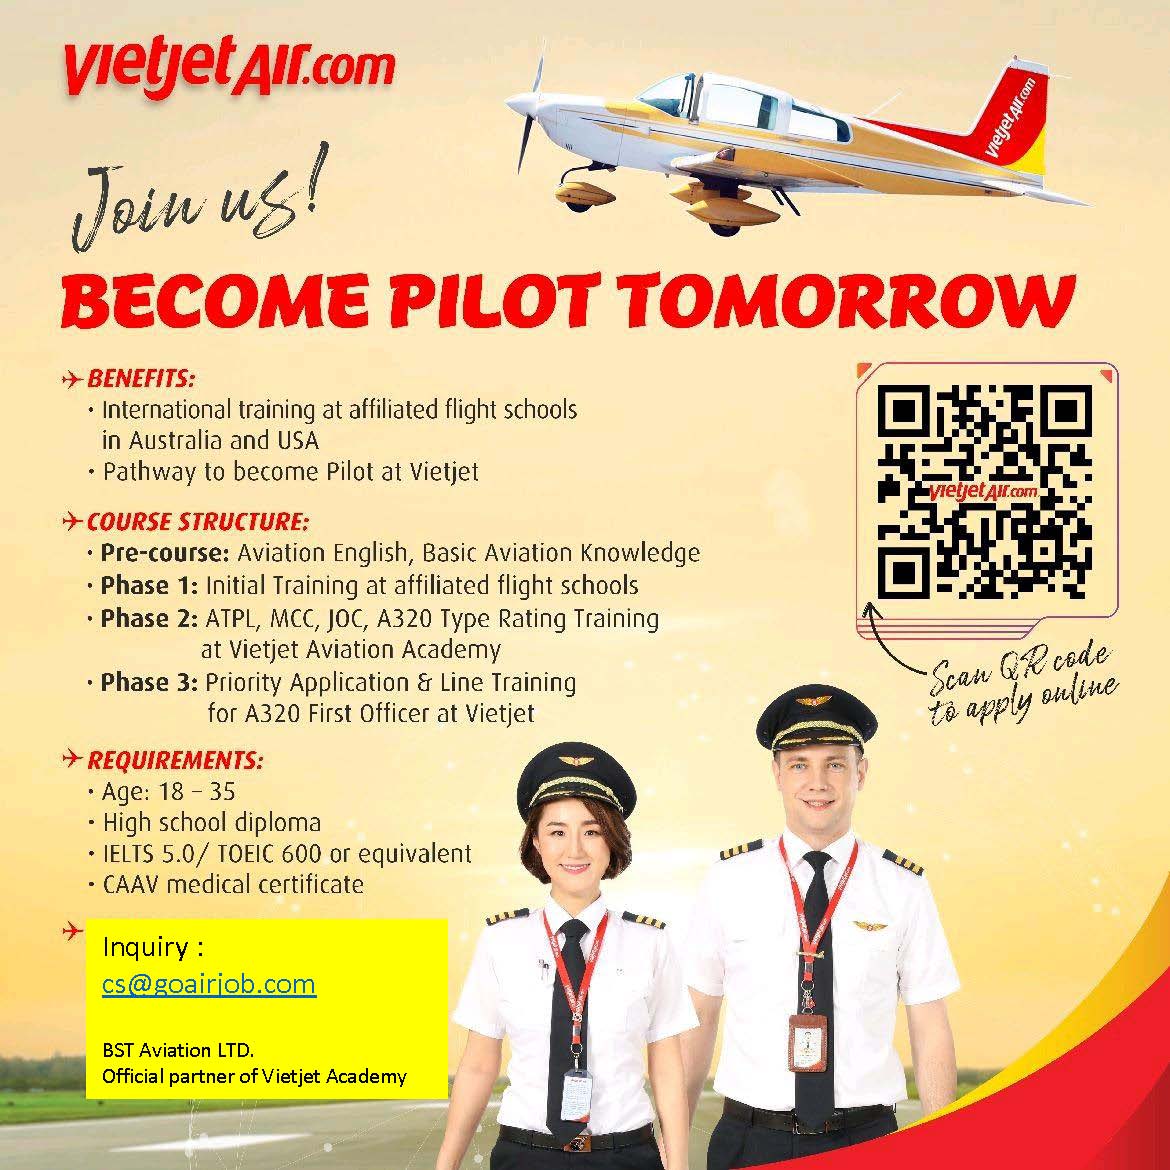 vietjetAir.com
vietjetAir.com
Join us!
BECOME PILOT TOMORROW
BENEFITS:
· International training at affiliated flight schools
in Australia and USA
· Pathway to become Pilot at Vietjet
COURSE STRUCTURE:
· Pre-course: Aviation English, Basic Aviation Knowledge
· Phase 1: Initial Training at affiliated flight schools
· Phase 2: ATPL, MCC, JOC, A320 Type Rating Training
at Vietjet Aviation Academy
· Phase 3: Priority Application & Line Training
for A320 First Officer at Vietjet
vietjetAir.com
Scan QR code
to apply online
REQUIREMENTS:
· Age: 18 – 35
· High school diploma
· IELTS 5.0/ TOEIC 600 or equivalent
· CAAV medical certificate
Inquiry :
cs@goairjob.com
BST Aviation LTD.
Official partner of Vietjet Academy